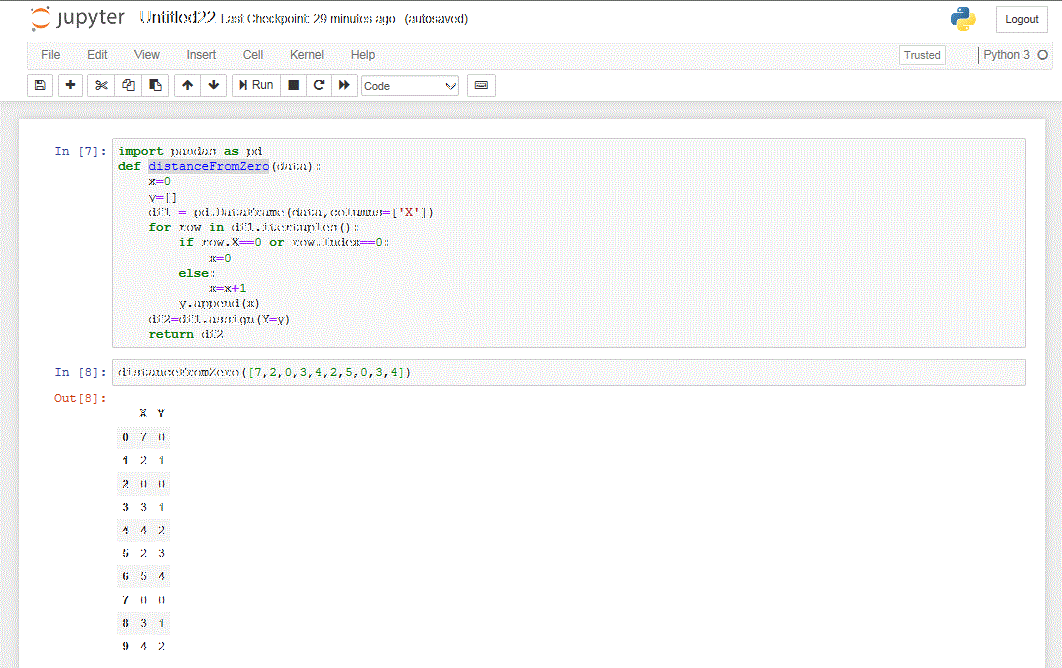 jupyter Untitled22 Last Checkpoint: 29 minutes ago (autosaved) Logout
File Edit View Insert Cell Kernel Help Trusted Python 3
Run Code
In [7]: import pandas as pd
def distanceFromZero(data):
x=0
y=[]
df1 = pd.DataFrame(data,columns=['X'])
for row in df1.itertuples():
if row.X==0 or row.Index==0:
x=0
else:
x=x+1
y.append(x)
df2=df1.assign(Y=y)
return df2
In [8]: distanceFromZero([7,2,0,3,4,2,5,0,3,4])
Out[8]:
X Y
0 7 0
1 2 1
2 0 0
3 3 1
4 4 2
5 2 3
6 5 4
7 0 0
8 3 1
9 4 2